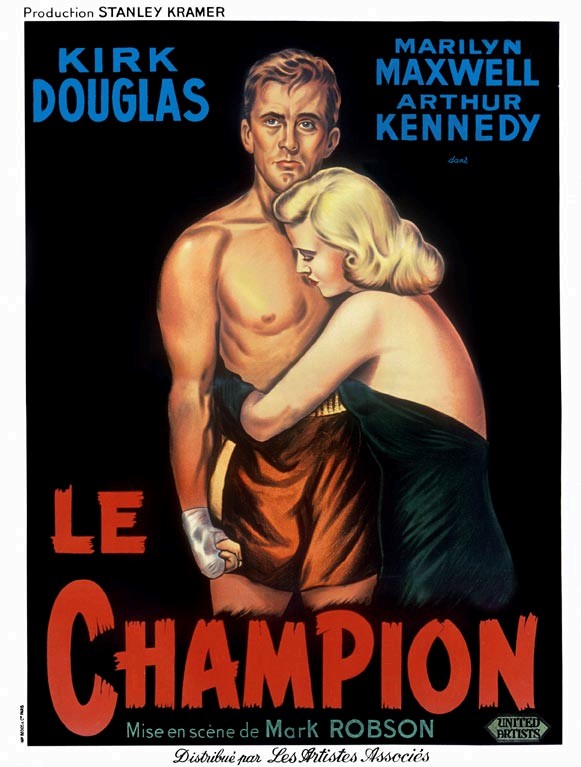 Production STANLEY KRAMER
KIRK
DOUGLAS
MARILYN
MAXWELL
ARTHUR
KENNEDY
dans
LE
CHAMPION
Mise en scène de Mark ROBSON
UNITED
ARTISTS
Distribué par Les Artistes Associés